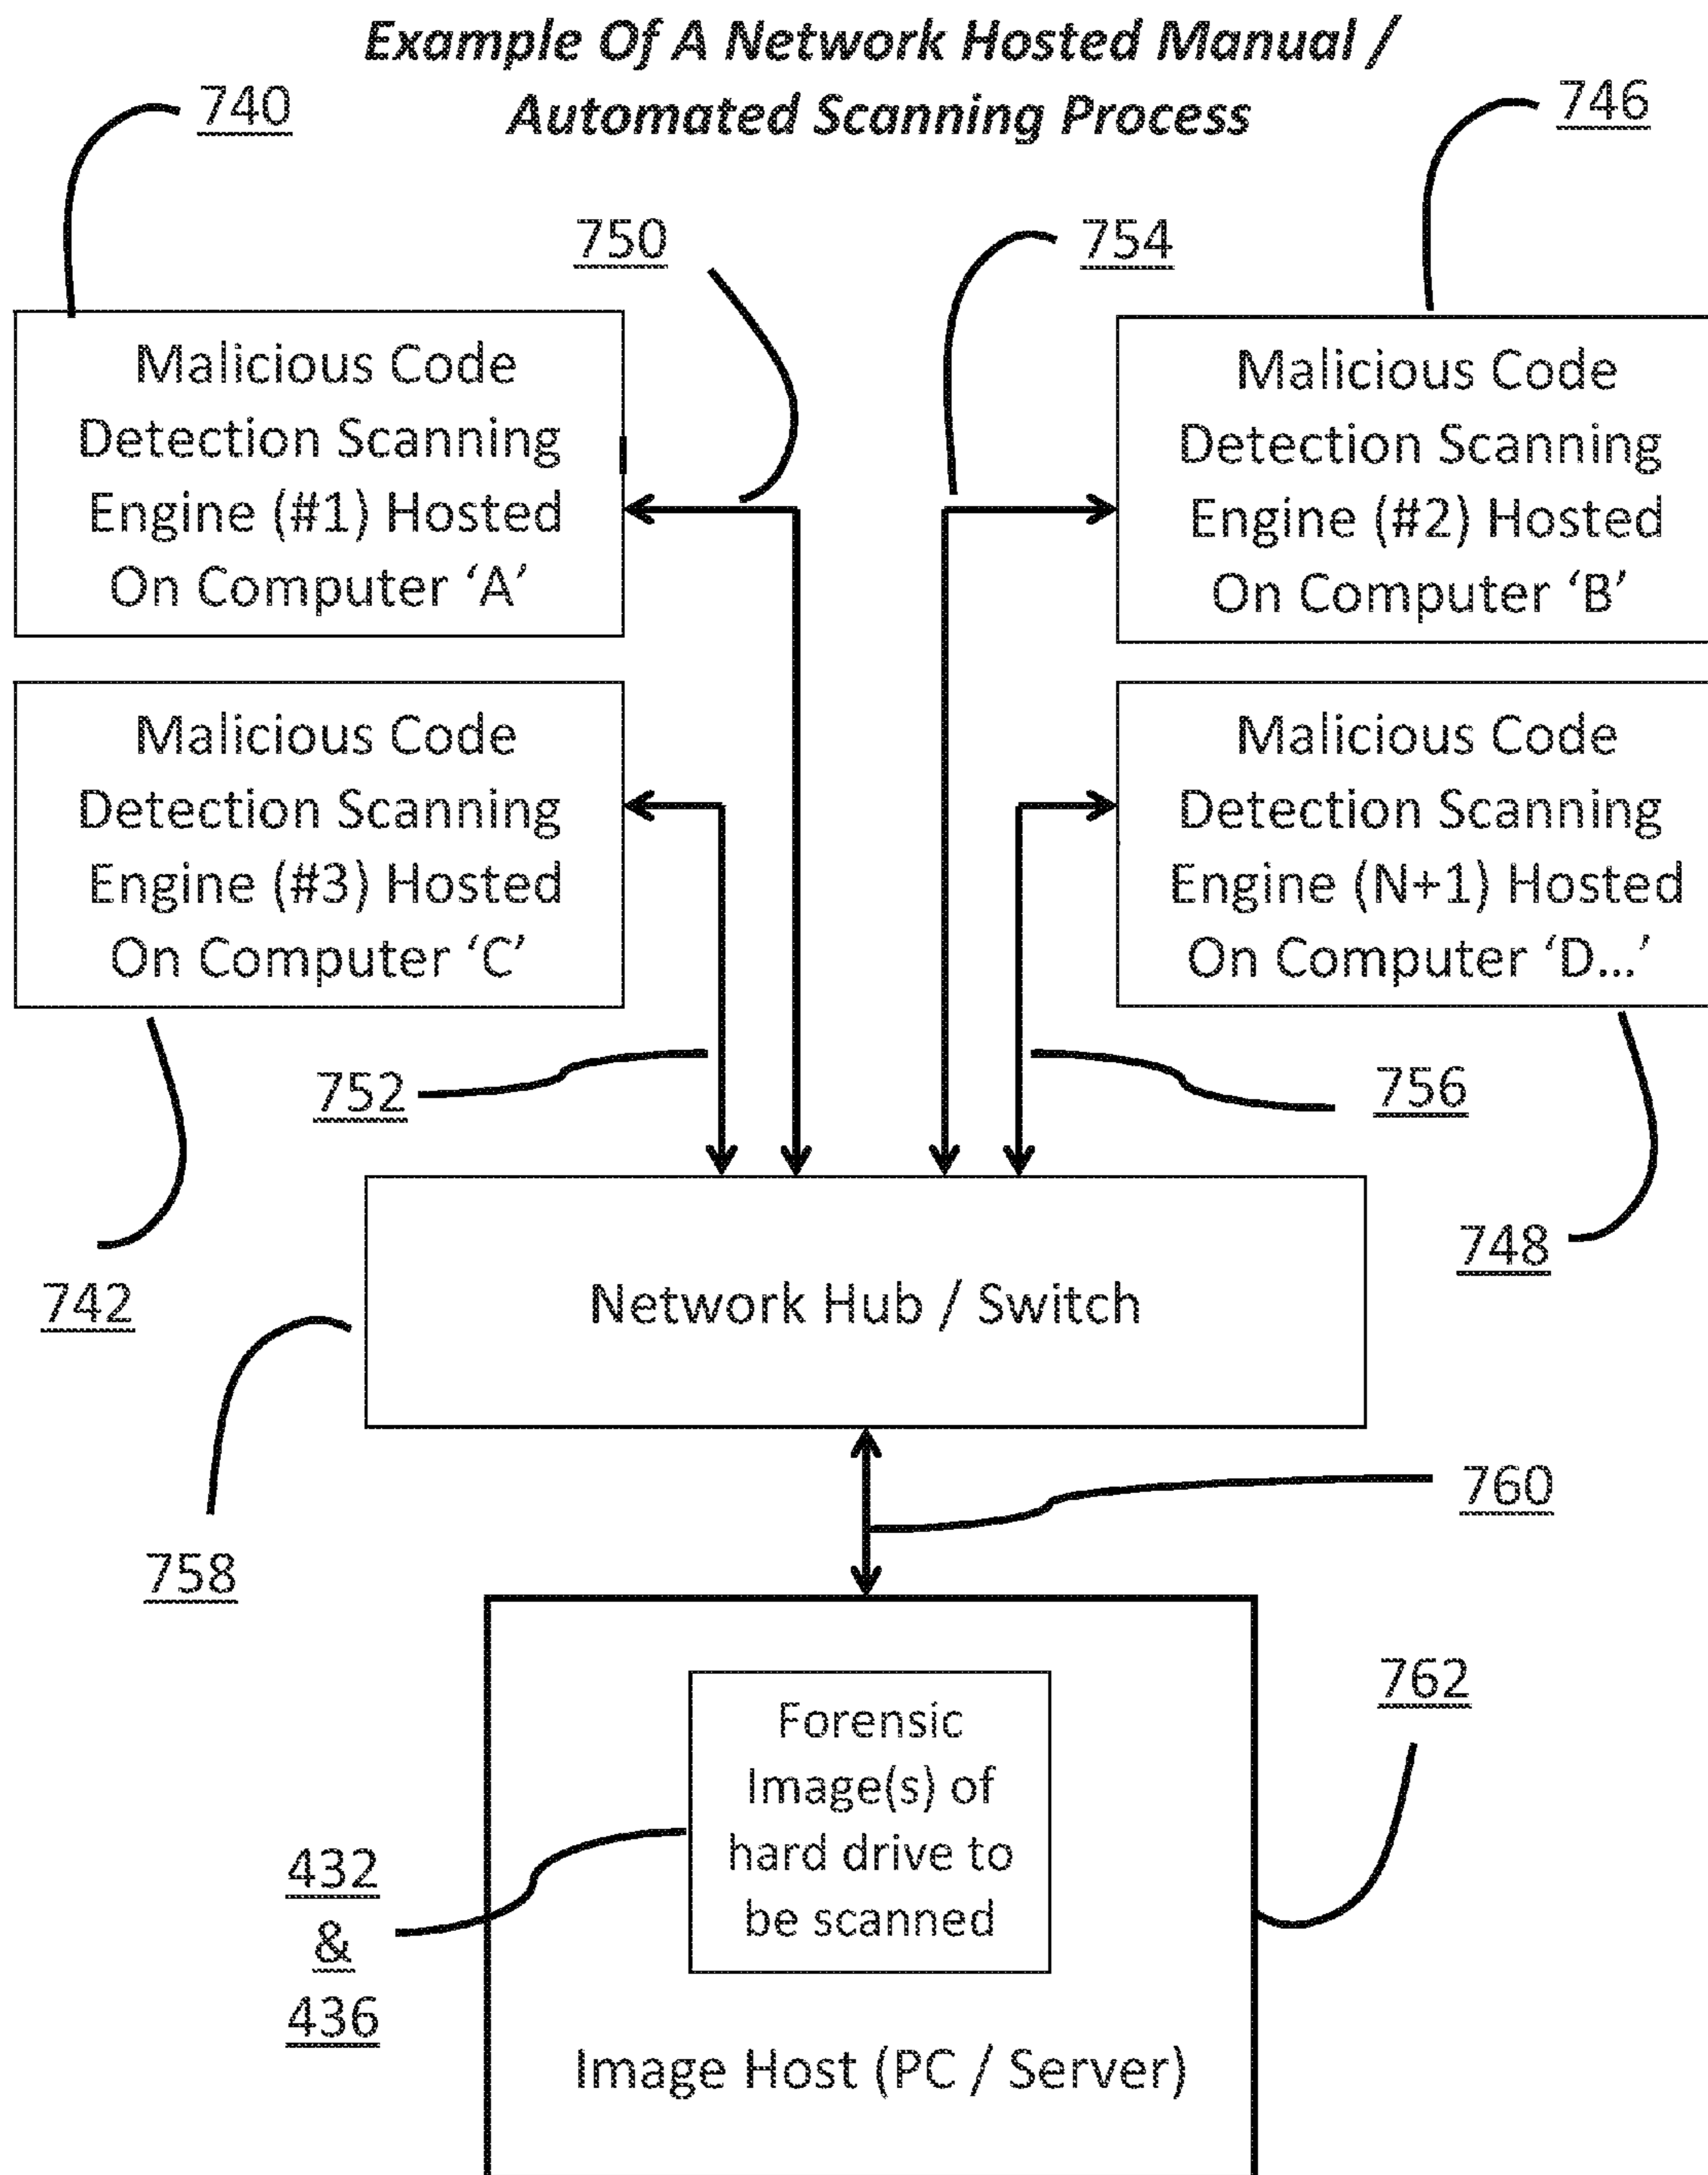 Example Of A Network Hosted Manual /
Automated Scanning Process
740
746
750
754
Malicious Code
Detection Scanning
Engine (#1) Hosted
On Computer ‘A’
Malicious Code
Detection Scanning
Engine (#2) Hosted
On Computer ‘B’
Malicious Code
Detection Scanning
Engine (#3) Hosted
On Computer ‘C’
Malicious Code
Detection Scanning
Engine (N+1) Hosted
On Computer ‘D...’
752
756
742
748
Network Hub / Switch
758
760
762
Forensic
Image(s) of
hard drive to
be scanned
432
&
436
Image Host (PC / Server)